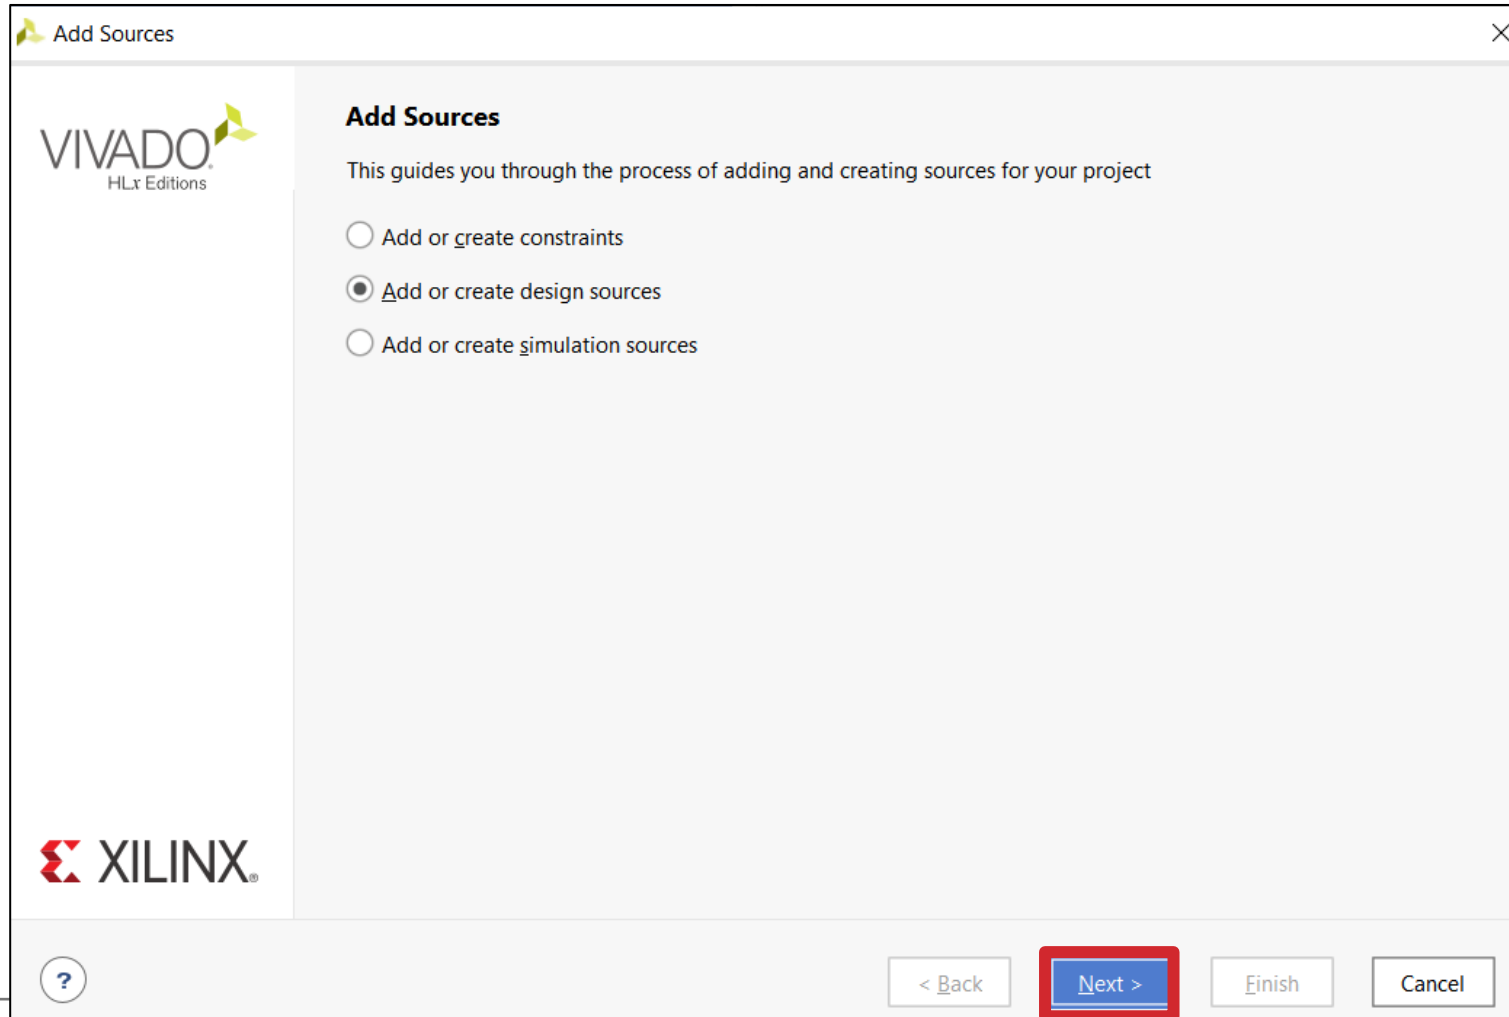 Add Sources
VIVADO®
HLx Editions
Add Sources
This guides you through the process of adding and creating sources for your project
Add or create constraints
Add or create design sources
Add or create simulation sources
XILINX®
?
< Back
Next >
Finish
Cancel